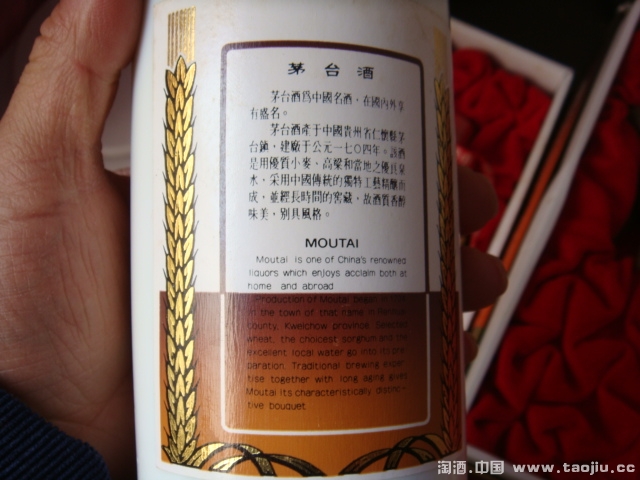 茅台酒
茅台酒爲中國名酒，在國内外享
有盛名。
茅台酒產于中國貴州省仁懷縣茅
台鎮，建廠于公元一七〇四年。該酒
是用優質小麥、高粱和當地之優良泉
水，采用中國傳統的獨特工藝精釀而
成，並經長時間的窖藏，故酒質香醇
味美，別具風格。
MOUTAI
Moutai is one of China's renowned
liquors which enjoys acclaim both at
home and abroad
Production of Moutai began in 1704
in the town of that came in Renhuai
county, Kweichow province. Selected
wheat, the choicest sorghum and the
excellent local water go into its pre-
paration. Traditional brewing exper-
tise together with long aging gives
Moutai its characteristically distinc-
tive bouquet
淘酒.中国 www.taojiu.cc